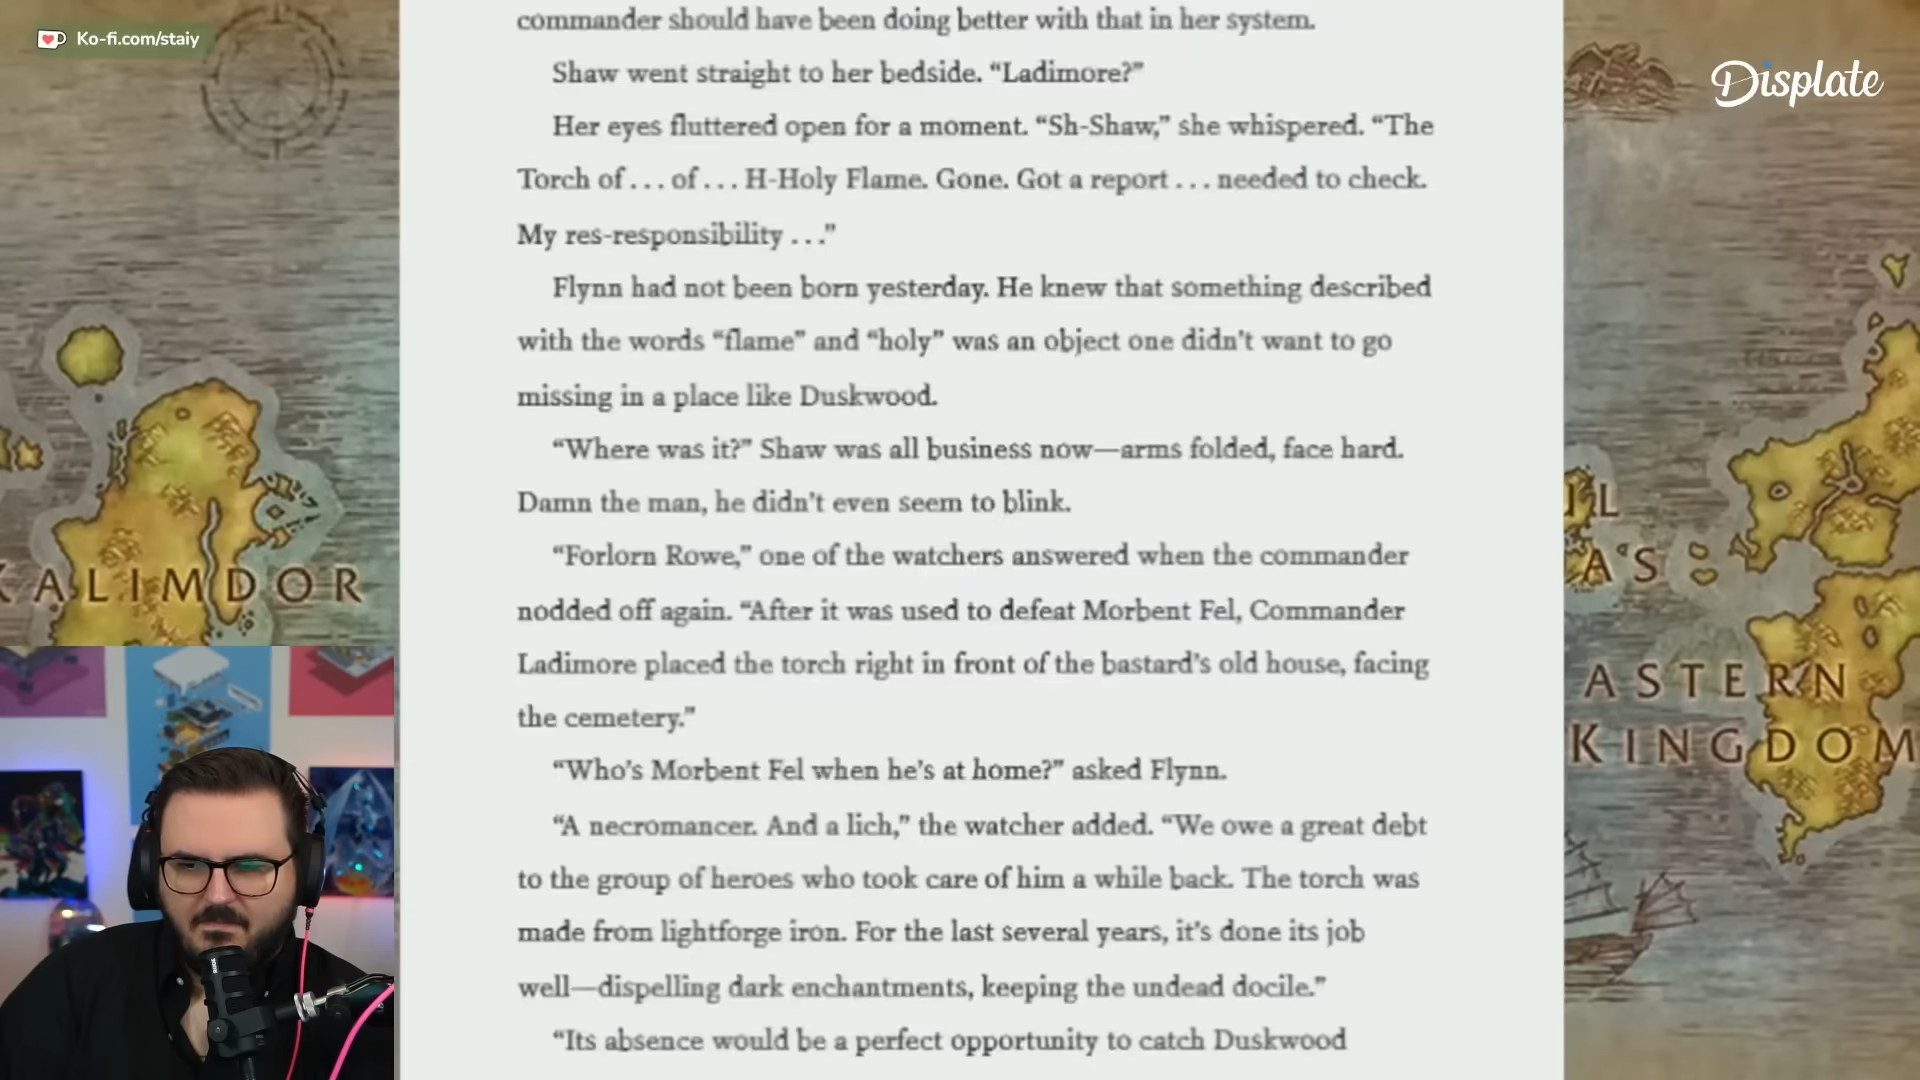 Ko-fi.com/staiy
Displate
commander should have been doing better with that in her system.
Shaw went straight to her bedside. “Ladimore?”
Her eyes fluttered open for a moment. “Sh-Shaw,” she whispered. “The
Torch of . . . of . . . H-Holy Flame. Gone. Got a report . . . needed to check.
My res-responsibility . . .”
Flynn had not been born yesterday. He knew that something described
with the words “flame” and “holy” was an object one didn’t want to go
missing in a place like Duskwood.
“Where was it?” Shaw was all business now—arms folded, face hard.
Damn the man, he didn’t even seem to blink.
“Forlorn Rowe,” one of the watchers answered when the commander
nodded off again. “After it was used to defeat Morbent Fel, Commander
Ladimore placed the torch right in front of the bastard’s old house, facing
the cemetery.”
“Who’s Morbent Fel when he’s at home?” asked Flynn.
“A necromancer. And a lich,” the watcher added. “We owe a great debt
to the group of heroes who took care of him a while back. The torch was
made from lightforge iron. For the last several years, it’s done its job
well—dispelling dark enchantments, keeping the undead docile.”
“Its absence would be a perfect opportunity to catch Duskwood
KALIMDOR
ASTERN
KINGDOM